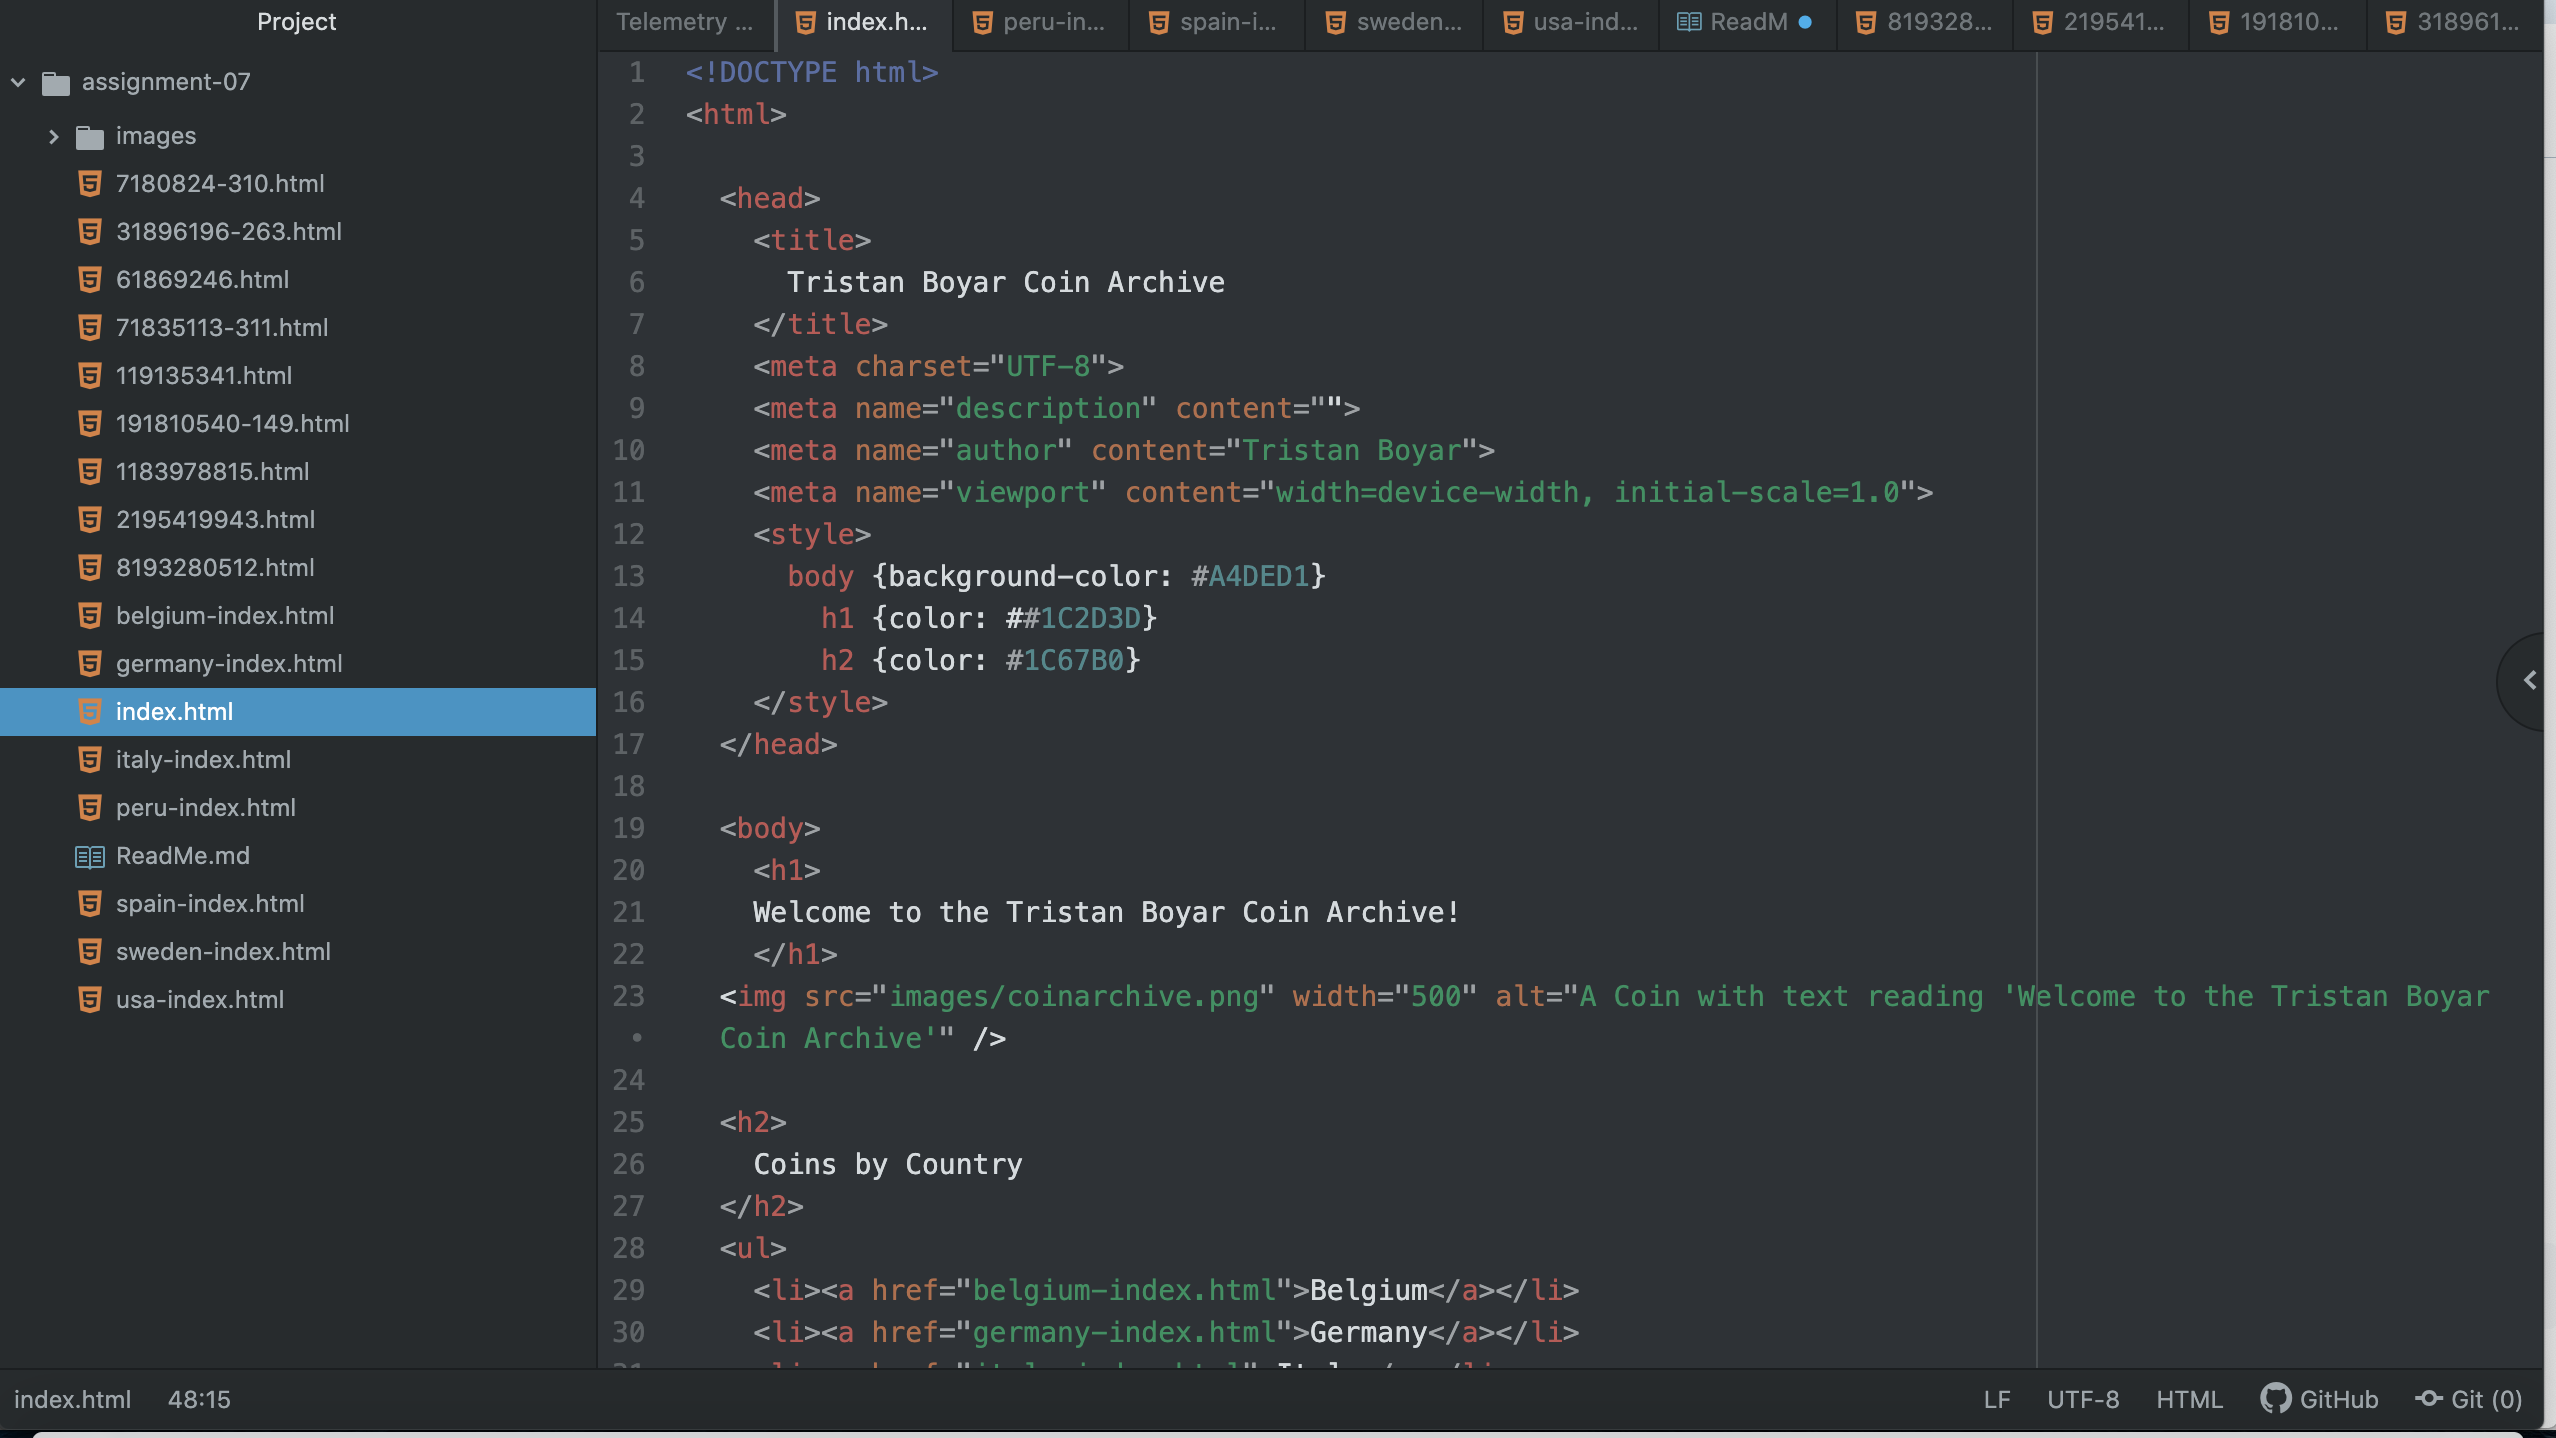 Project
assignment-07
images
7180824-310.html
31896196-263.html
61869246.html
71835113-311.html
119135341.html
191810540-149.html
1183978815.html
2195419943.html
8193280512.html
belgium-index.html
germany-index.html
index.html
italy-index.html
peru-index.html
ReadMe.md
spain-index.html
sweden-index.html
usa-index.html
Telemetry ... index.h... peru-in... spain-i... sweden... usa-ind... ReadM 819328... 219541... 191810... 318961...
1 <!DOCTYPE html>
2 <html>
3
4 <head>
5 <title>
6 Tristan Boyar Coin Archive
7 </title>
8 <meta charset="UTF-8">
9 <meta name="description" content="">
10 <meta name="author" content="Tristan Boyar">
11 <meta name="viewport" content="width=device-width, initial-scale=1.0">
12 <style>
13 body {background-color: #A4DED1}
14 h1 {color: ##1C2D3D}
15 h2 {color: #1C67B0}
16 </style>
17 </head>
18
19 <body>
20 <h1>
21 Welcome to the Tristan Boyar Coin Archive!
22 </h1>
23 <img src="images/coinarchive.png" width="500" alt="A Coin with text reading 'Welcome to the Tristan Boyar
• Coin Archive'" />
24
25 <h2>
26 Coins by Country
27 </h2>
28 <ul>
29 <li><a href="belgium-index.html">Belgium</a></li>
30 <li><a href="germany-index.html">Germany</a></li>
index.html 48:15 LF UTF-8 HTML GitHub Git (0)